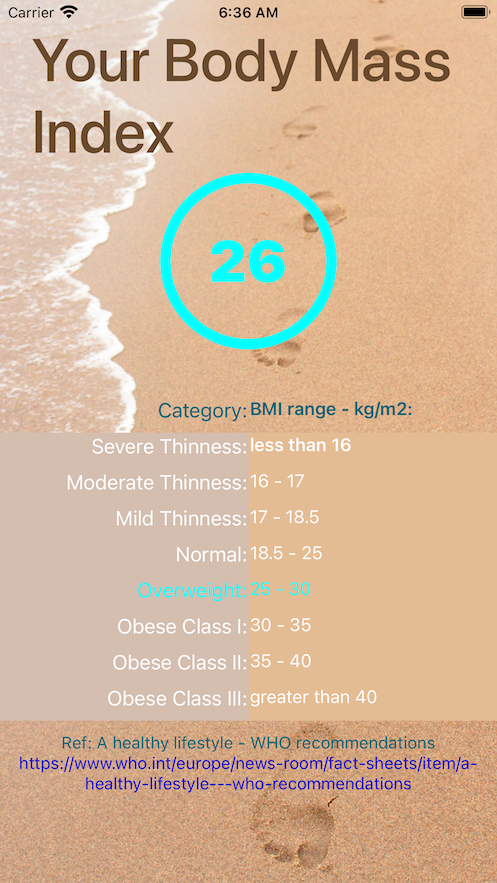 Carrier 6:36 AM
Your Body Mass
Index
26
Category: BMI range - kg/m2:
Severe Thinness: less than 16
Moderate Thinness: 16 - 17
Mild Thinness: 17 - 18.5
Normal: 18.5 - 25
Overweight: 25 - 30
Obese Class I: 30 - 35
Obese Class II: 35 - 40
Obese Class III: greater than 40
Ref: A healthy lifestyle - WHO recommendations
https://www.who.int/europe/news-room/fact-sheets/item/a-
healthy-lifestyle---who-recommendations